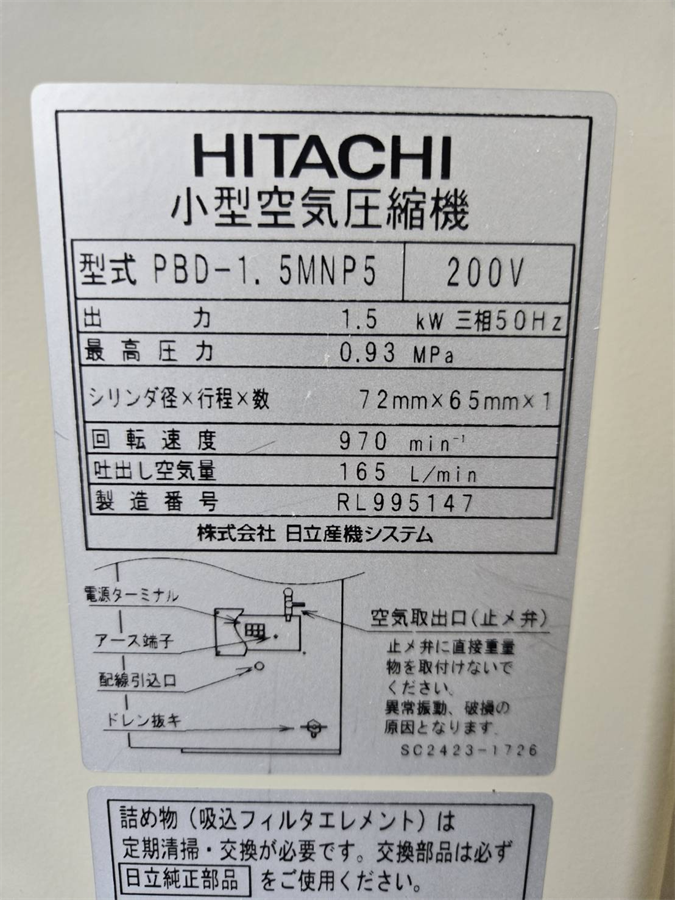 HITACHI
小型空気圧縮機
型式 PBD-1.5MNP5 200V
出力 1.5 kW 三相50Hz
最高圧力 0.93 MPa
シリンダ径×行程×数 72mm×65mm×1
回転速度 970 min⁻¹
吐出し空気量 165 L/min
製造番号 RL995147
株式会社 日立産機システム
電源ターミナル
アース端子
配線引込口
ドレン抜キ
空気取出口(止メ弁)
止メ弁に直接重量
物を取付けないで
ください.
異常振動、破損の
原因となります.
SC2423-1726
詰め物(吸込フィルタエレメント)は
定期清掃・交換が必要です。交換部品は必ず
日立純正部品 をご使用ください。